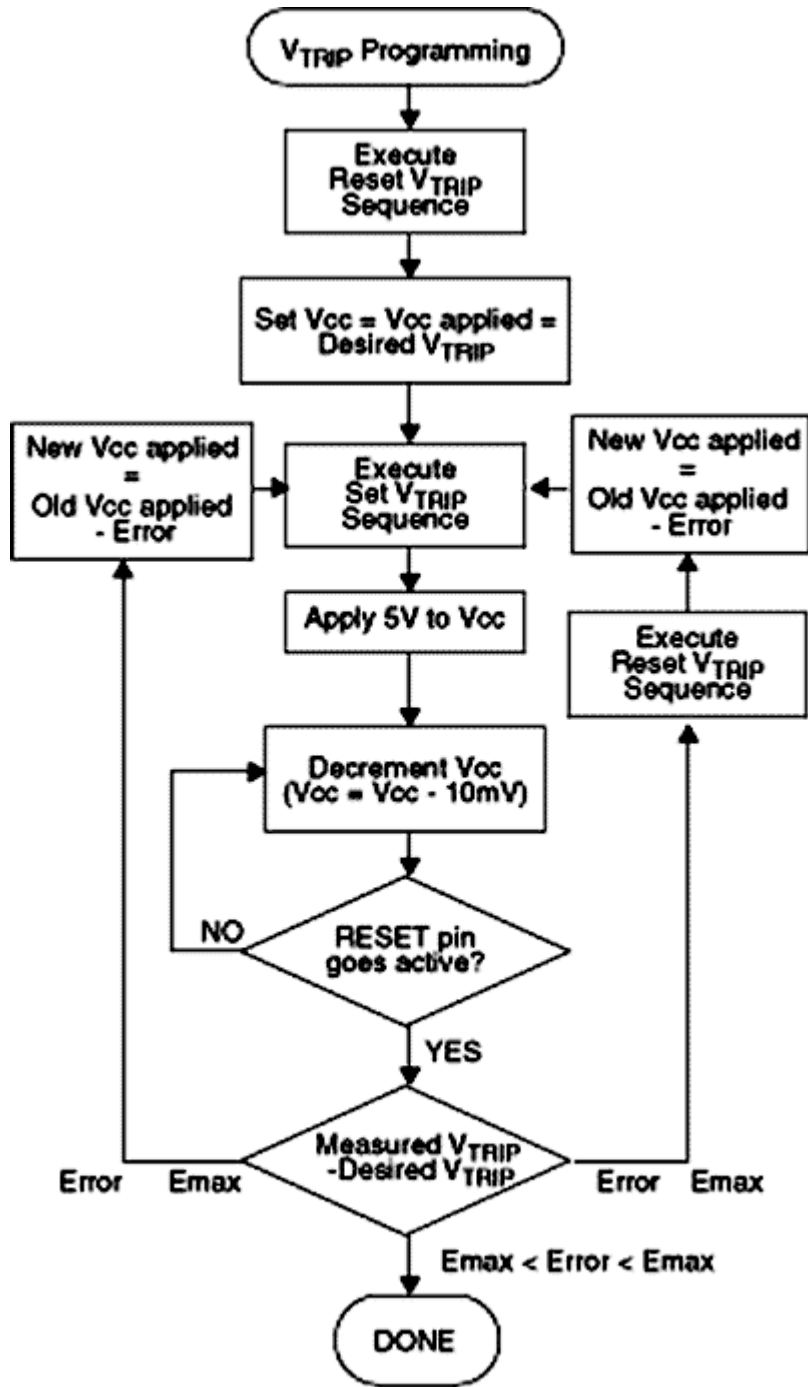 VTRIP Programming
Execute
Reset VTRIP
Sequence
Set Vcc = Vcc applied =
Desired VTRIP
New Vcc applied
=
Old Vcc applied
- Error
Execute
Set VTRIP
Sequence
New Vcc applied
=
Old Vcc applied
- Error
Apply 5V to Vcc
Execute
Reset VTRIP
Sequence
Decrement Vcc
(Vcc = Vcc - 10mV)
NO
RESET pin
goes active?
YES
Measured VTRIP
-Desired VTRIP
Error Emax
Error Emax
Emax < Error < Emax
DONE